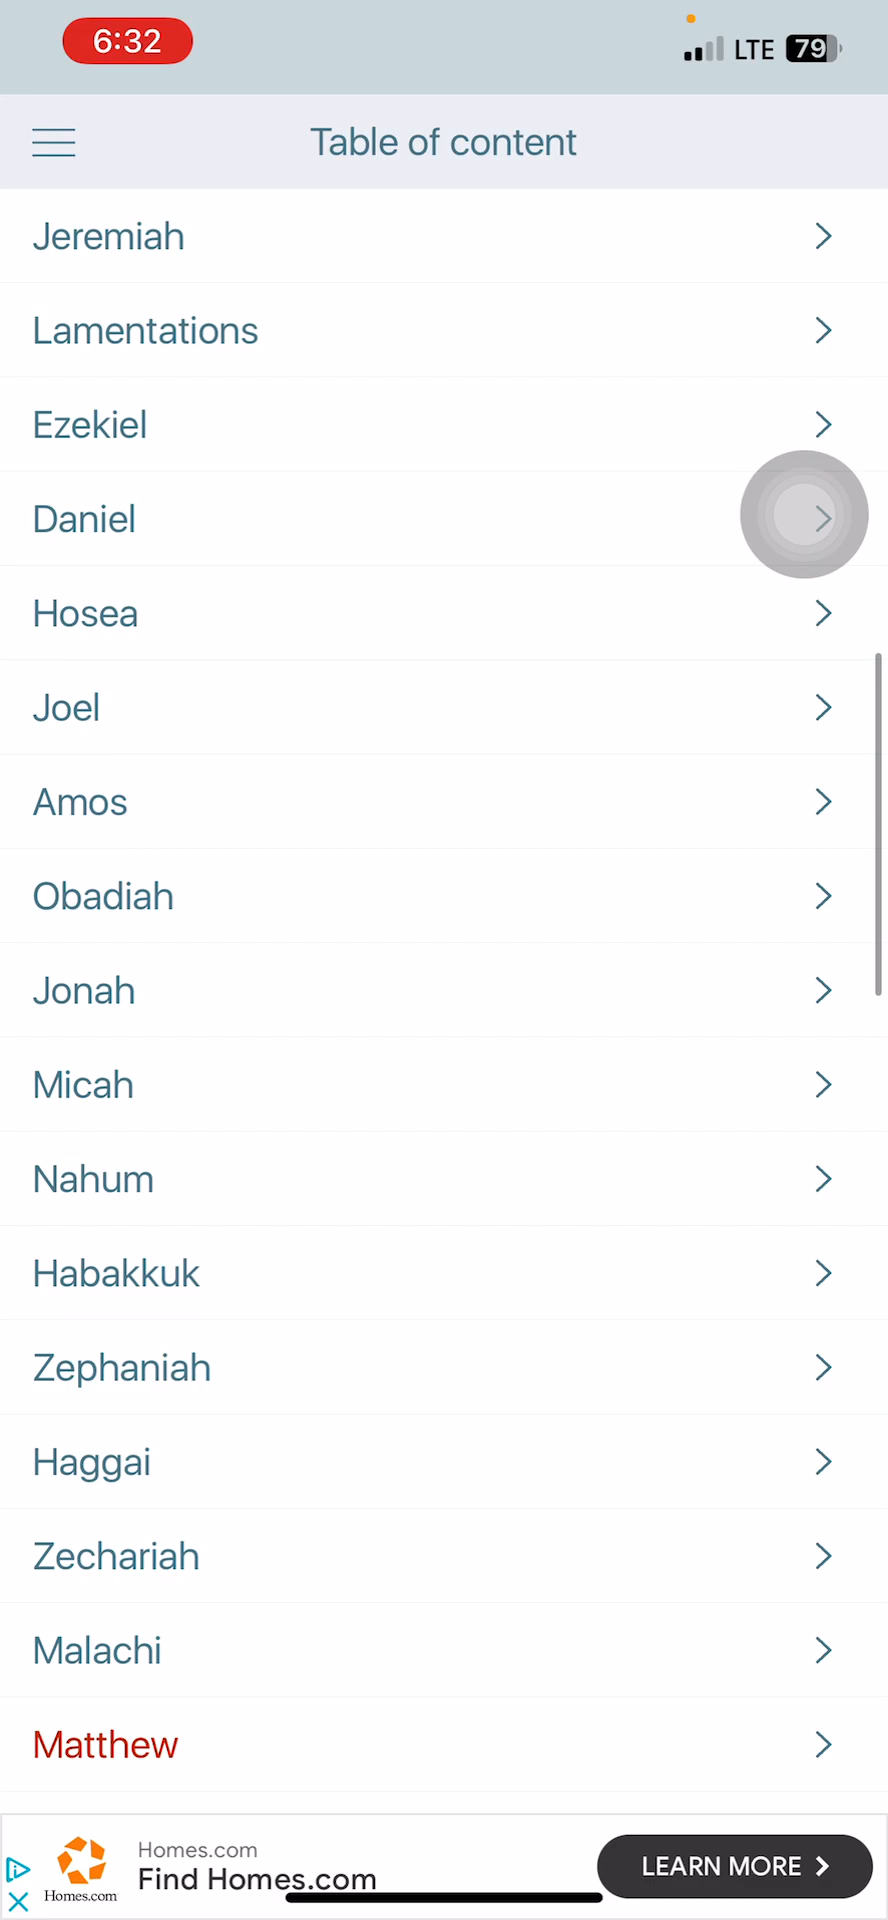 6:32
LTE 79
Table of content
Jeremiah
Lamentations
Ezekiel
Daniel
Hosea
Joel
Amos
Obadiah
Jonah
Micah
Nahum
Habakkuk
Zephaniah
Haggai
Zechariah
Malachi
Matthew
Homes.com
Find Homes.com
Homes.com
LEARN MORE